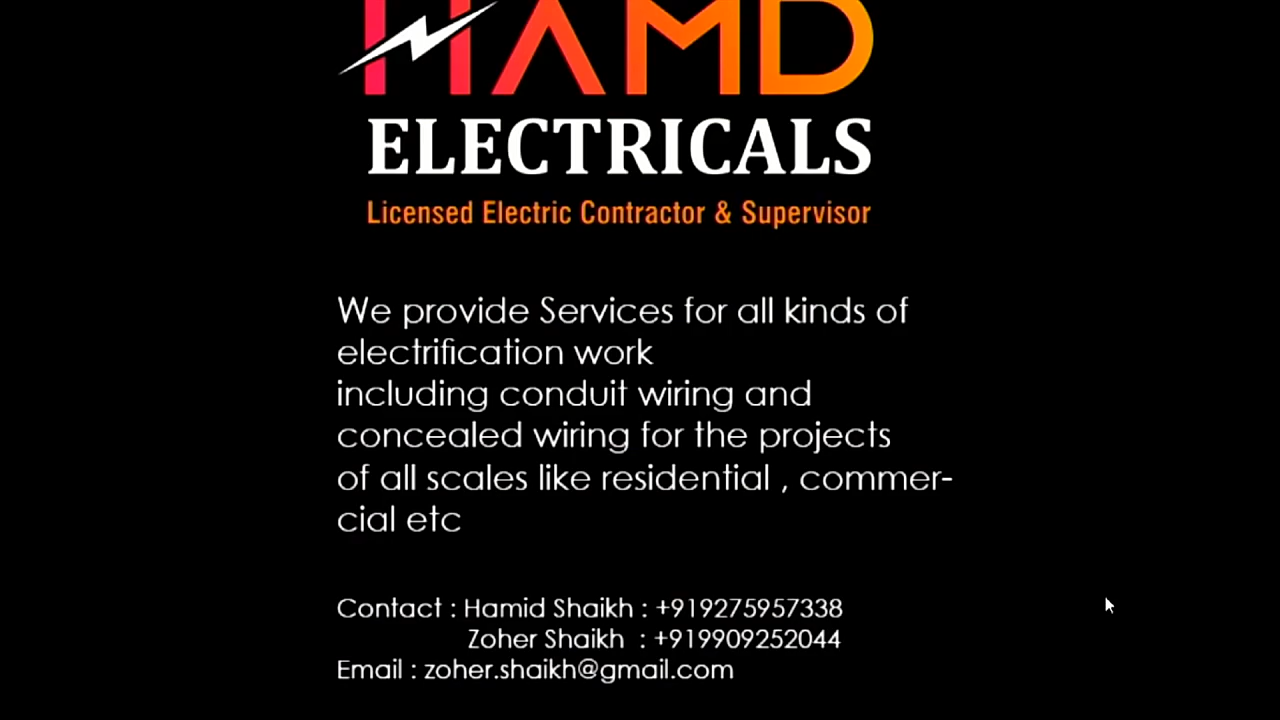 HAMD
ELECTRICALS
Licensed Electric Contractor & Supervisor
We provide Services for all kinds of
electrification work
including conduit wiring and
concealed wiring for the projects
of all scales like residential , commer-
cial etc
Contact : Hamid Shaikh : +919275957338
Zoher Shaikh : +919909252044
Email : zoher.shaikh@gmail.com